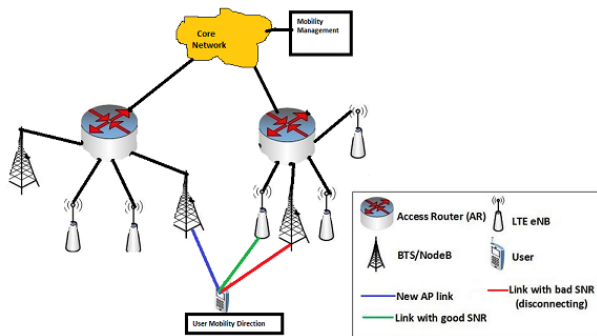 Mobility
Management
Core
Network
User Mobility Direction
Access Router (AR)
LTE eNB
BTS/NodeB
User
New AP link
Link with bad SNR
(disconnecting)
Link with good SNR